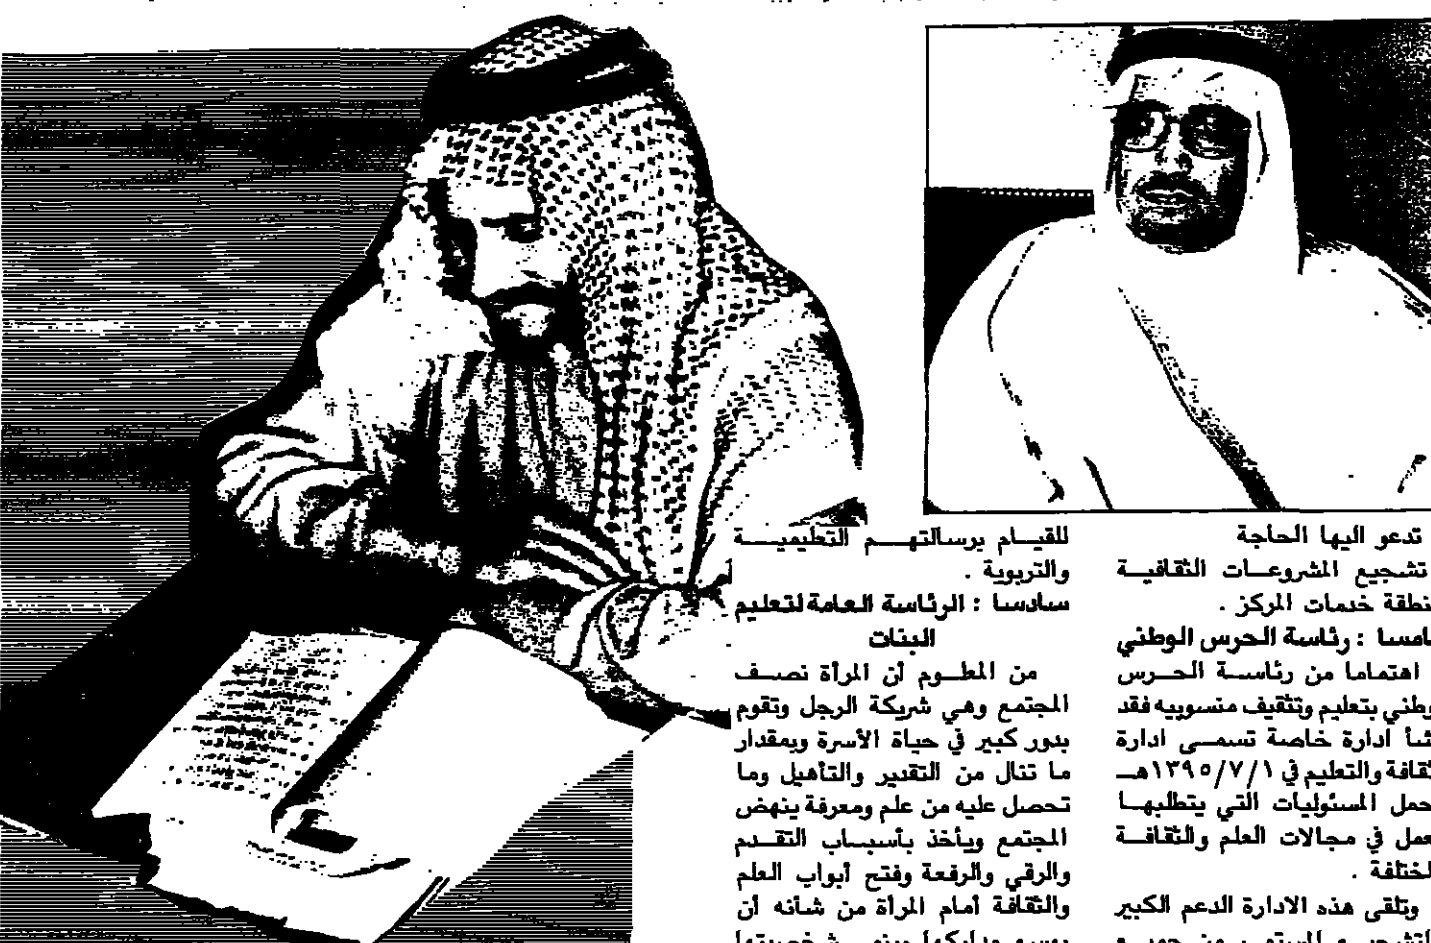 تدعو اليها الحاجة
تشجيع المشروعات الثقافية
نطقة خدمات المركز .
امسا : رئاسة الحرس الوطني
اهتماما من رئاسة الحرس
وطني بتعليم وتثقيف منسوبيه فقد
شأ ادارة خاصة تسمى ادارة
ثقافة والتعليم في ١٣٩٥/٧/١هـ
حمل المسئوليات التي يتطلبها
عمل في مجالات العلم والثقافة
لختلفة .
وتلقى هذه الادارة الدعم الكبير
للقيام برسالتهم التعليمية
والتربوية .
سادسا : الرئاسة العامة لتعليم
البنات
من المعلوم أن المرأة نصف
المجتمع وهي شريكة الرجل وتقوم
بدور كبير في حياة الأسرة وبمقدار
ما تنال من التقدير والتأهيل وما
تحصل عليه من علم ومعرفة ينهض
المجتمع ويأخذ بأسباب التقدم
والرقي والرفعة وفتح أبواب العلم
والثقافة أمام المرأة من شأنه أن